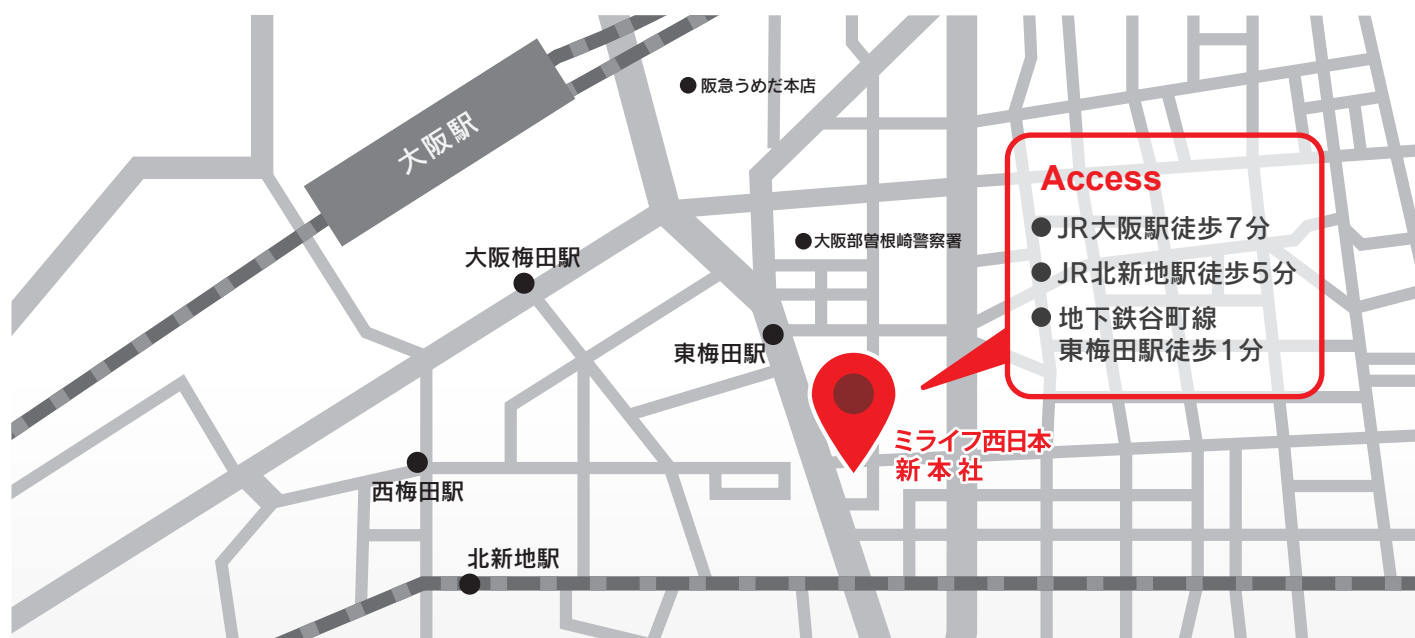 阪急うめだ本店
大阪駅
大阪部曽根崎警察署
大阪梅田駅
東梅田駅
西梅田駅
北新地駅
Access
● JR大阪駅徒歩7分
● JR北新地駅徒歩5分
● 地下鉄谷町線
東梅田駅徒歩1分
ミライフ西日本
新本社